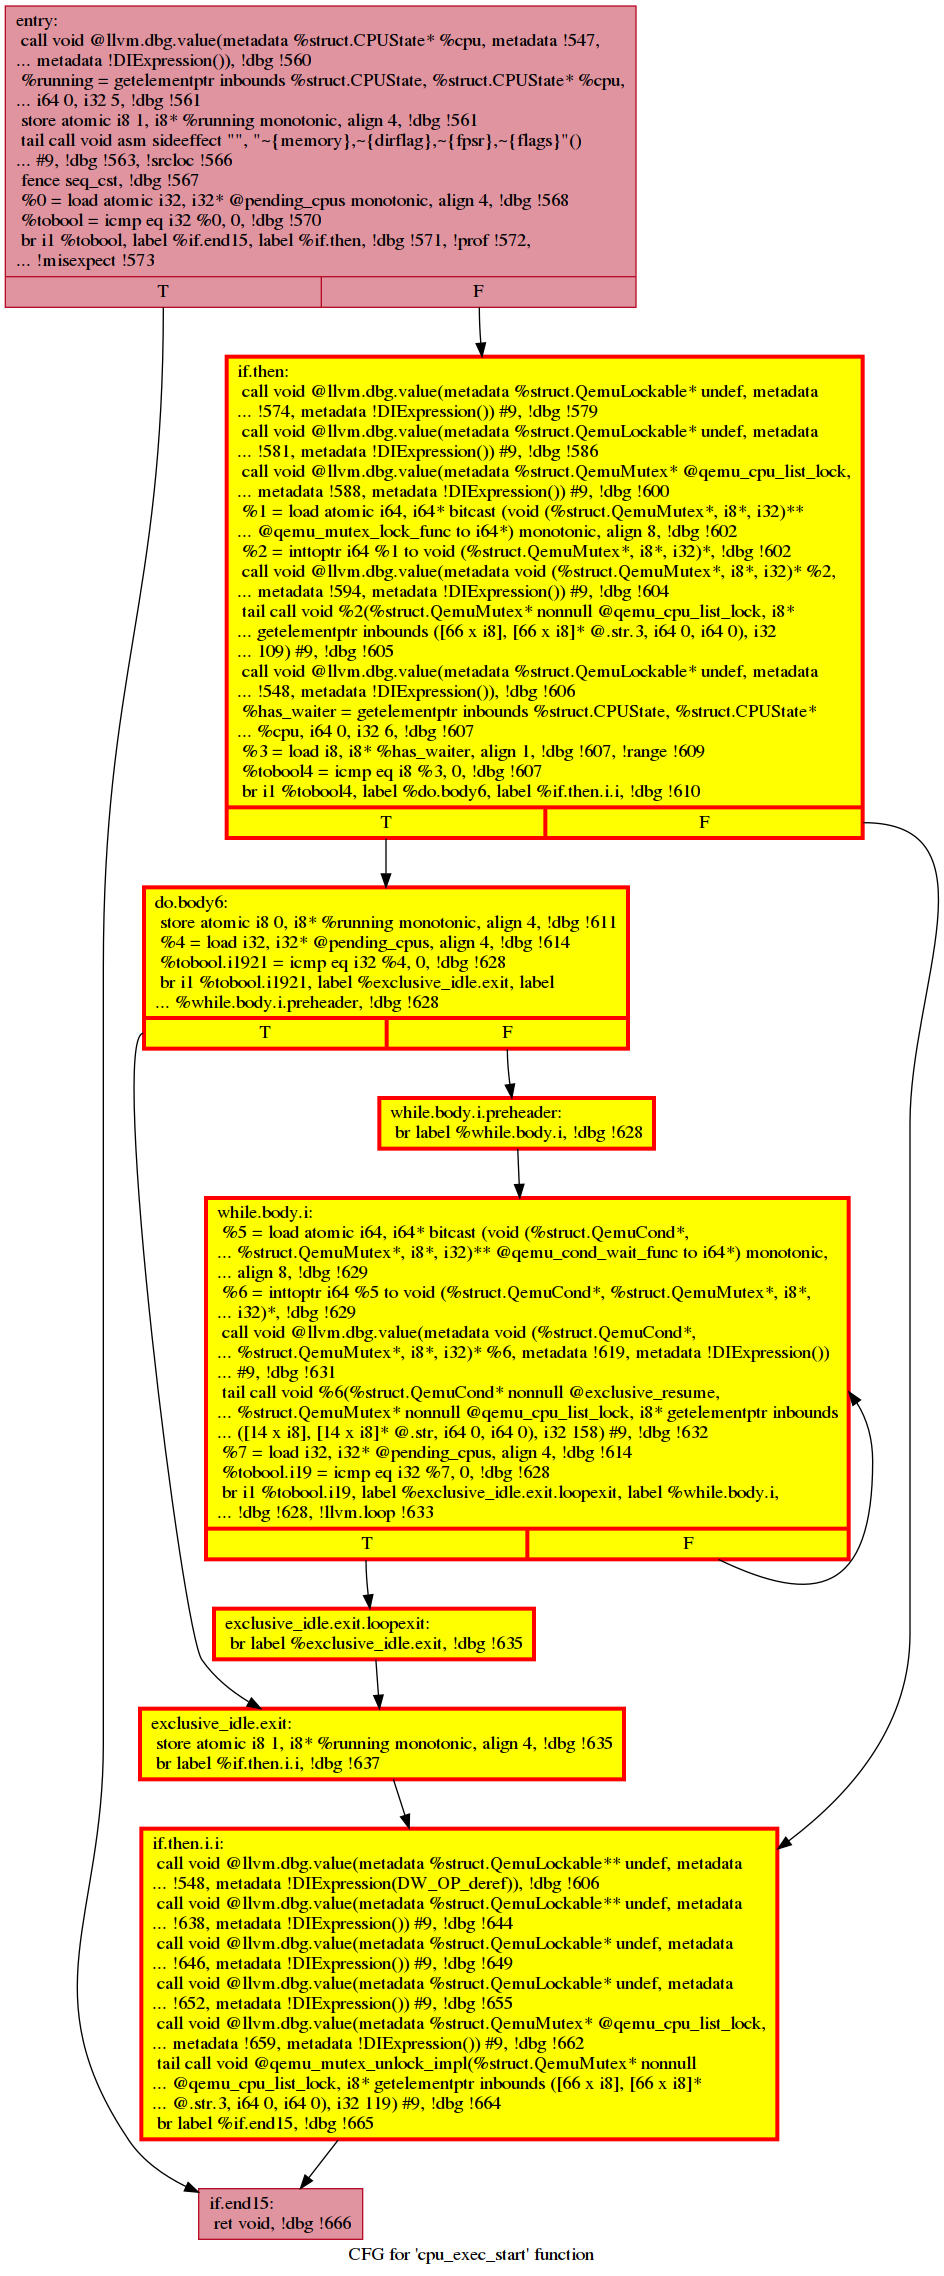 entry:
call void @llvm.dbg.value(metadata %struct.CPUState* %cpu, metadata !547,
... metadata !DIExpression()), !dbg !560
%running = getelementptr inbounds %struct.CPUState, %struct.CPUState* %cpu,
... i64 0, i32 5, !dbg !561
store atomic i8 1, i8* %running monotonic, align 4, !dbg !561
tail call void asm sideeffect "", "~{memory},~{dirflag},~{fpsr},~{flags}"()
... #9, !dbg !563, !srcloc !566
fence seq_cst, !dbg !567
%0 = load atomic i32, i32* @pending_cpus monotonic, align 4, !dbg !568
%tobool = icmp eq i32 %0, 0, !dbg !570
br i1 %tobool, label %if.end15, label %if.then, !dbg !571, !prof !572,
... !misexpect !573
T F
if.then:
call void @llvm.dbg.value(metadata %struct.QemuLockable* undef, metadata
... !574, metadata !DIExpression()) #9, !dbg !579
call void @llvm.dbg.value(metadata %struct.QemuLockable* undef, metadata
... !581, metadata !DIExpression()) #9, !dbg !586
call void @llvm.dbg.value(metadata %struct.QemuMutex* @qemu_cpu_list_lock,
... metadata !588, metadata !DIExpression()) #9, !dbg !600
%1 = load atomic i64, i64* bitcast (void (%struct.QemuMutex*, i8*, i32)**
... @qemu_mutex_lock_func to i64*) monotonic, align 8, !dbg !602
%2 = inttoptr i64 %1 to void (%struct.QemuMutex*, i8*, i32)*, !dbg !602
call void @llvm.dbg.value(metadata void (%struct.QemuMutex*, i8*, i32)* %2,
... metadata !594, metadata !DIExpression()) #9, !dbg !604
tail call void %2(%struct.QemuMutex* nonnull @qemu_cpu_list_lock, i8*
... getelementptr inbounds ([66 x i8], [66 x i8]* @.str.3, i64 0, i64 0), i32
... 109) #9, !dbg !605
call void @llvm.dbg.value(metadata %struct.QemuLockable* undef, metadata
... !548, metadata !DIExpression()), !dbg !606
%has_waiter = getelementptr inbounds %struct.CPUState, %struct.CPUState*
... %cpu, i64 0, i32 6, !dbg !607
%3 = load i8, i8* %has_waiter, align 1, !dbg !607, !range !609
%tobool4 = icmp eq i8 %3, 0, !dbg !607
br i1 %tobool4, label %do.body6, label %if.then.i.i, !dbg !610
T F
do.body6:
store atomic i8 0, i8* %running monotonic, align 4, !dbg !611
%4 = load i32, i32* @pending_cpus, align 4, !dbg !614
%tobool.i1921 = icmp eq i32 %4, 0, !dbg !628
br i1 %tobool.i1921, label %exclusive_idle.exit, label
... %while.body.i.preheader, !dbg !628
T F
while.body.i.preheader:
br label %while.body.i, !dbg !628
while.body.i:
%5 = load atomic i64, i64* bitcast (void (%struct.QemuCond*,
... %struct.QemuMutex*, i8*, i32)** @qemu_cond_wait_func to i64*) monotonic,
... align 8, !dbg !629
%6 = inttoptr i64 %5 to void (%struct.QemuCond*, %struct.QemuMutex*, i8*,
... i32)*, !dbg !629
call void @llvm.dbg.value(metadata void (%struct.QemuCond*,
... %struct.QemuMutex*, i8*, i32)* %6, metadata !619, metadata !DIExpression())
... #9, !dbg !631
tail call void %6(%struct.QemuCond* nonnull @exclusive_resume,
... %struct.QemuMutex* nonnull @qemu_cpu_list_lock, i8* getelementptr inbounds
... ([14 x i8], [14 x i8]* @.str, i64 0, i64 0), i32 158) #9, !dbg !632
%7 = load i32, i32* @pending_cpus, align 4, !dbg !614
%tobool.i19 = icmp eq i32 %7, 0, !dbg !628
br i1 %tobool.i19, label %exclusive_idle.exit.loopexit, label %while.body.i,
... !dbg !628, !llvm.loop !633
T F
exclusive_idle.exit.loopexit:
br label %exclusive_idle.exit, !dbg !635
exclusive_idle.exit:
store atomic i8 1, i8* %running monotonic, align 4, !dbg !635
br label %if.then.i.i, !dbg !637
if.then.i.i:
call void @llvm.dbg.value(metadata %struct.QemuLockable** undef, metadata
... !548, metadata !DIExpression(DW_OP_deref)), !dbg !606
call void @llvm.dbg.value(metadata %struct.QemuLockable** undef, metadata
... !638, metadata !DIExpression()) #9, !dbg !644
call void @llvm.dbg.value(metadata %struct.QemuLockable* undef, metadata
... !646, metadata !DIExpression()) #9, !dbg !649
call void @llvm.dbg.value(metadata %struct.QemuLockable* undef, metadata
... !652, metadata !DIExpression()) #9, !dbg !655
call void @llvm.dbg.value(metadata %struct.QemuMutex* @qemu_cpu_list_lock,
... metadata !659, metadata !DIExpression()) #9, !dbg !662
tail call void @qemu_mutex_unlock_impl(%struct.QemuMutex* nonnull
... @qemu_cpu_list_lock, i8* getelementptr inbounds ([66 x i8], [66 x i8]*
... @.str.3, i64 0, i64 0), i32 119) #9, !dbg !664
br label %if.end15, !dbg !665
if.end15:
ret void, !dbg !666
CFG for 'cpu_exec_start' function